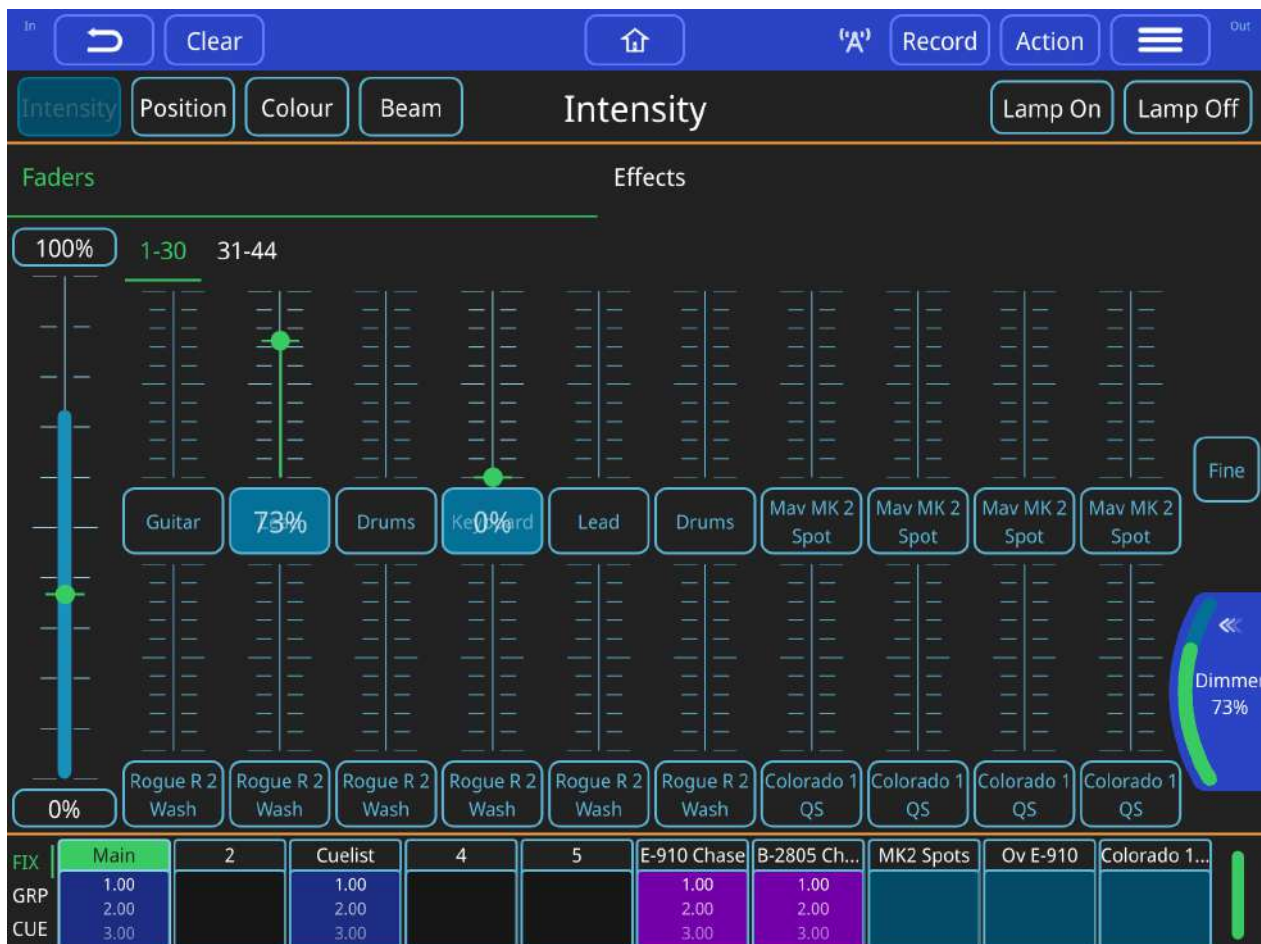 In
Clear
"A"
Record
Action
Out
Intensity
Position
Colour
Beam
Intensity
Lamp On
Lamp Off
Faders
Effects
100%
1-30
31-44
Fine
Guitar
73%
Drums
Keyboard
0%
Lead
Drums
Mav MK 2
Spot
Mav MK 2
Spot
Mav MK 2
Spot
Mav MK 2
Spot
Dimmer
73%
Rogue R 2
Wash
Rogue R 2
Wash
Rogue R 2
Wash
Rogue R 2
Wash
Rogue R 2
Wash
Rogue R 2
Wash
Colorado 1
QS
Colorado 1
QS
Colorado 1
QS
Colorado 1
QS
0%
FIX
GRP
CUE
Main
1.00
2.00
3.00
2
Cuelist
1.00
2.00
3.00
4
5
E-910 Chase
1.00
2.00
3.00
B-2805 Ch...
1.00
2.00
3.00
MK2 Spots
Ov E-910
Colorado 1...